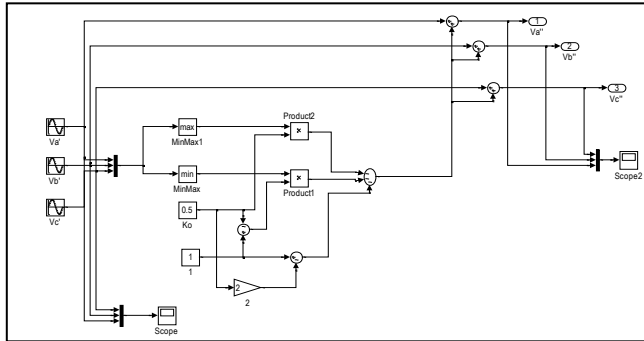 1
Va''
2
Vb''
3
Vc''
Product2
max
×
MinMax1
Va'
Scope2
min
×
Vb'
MinMax
Product1
0.5
Ko
Vc'
1
1
2
2
Scope